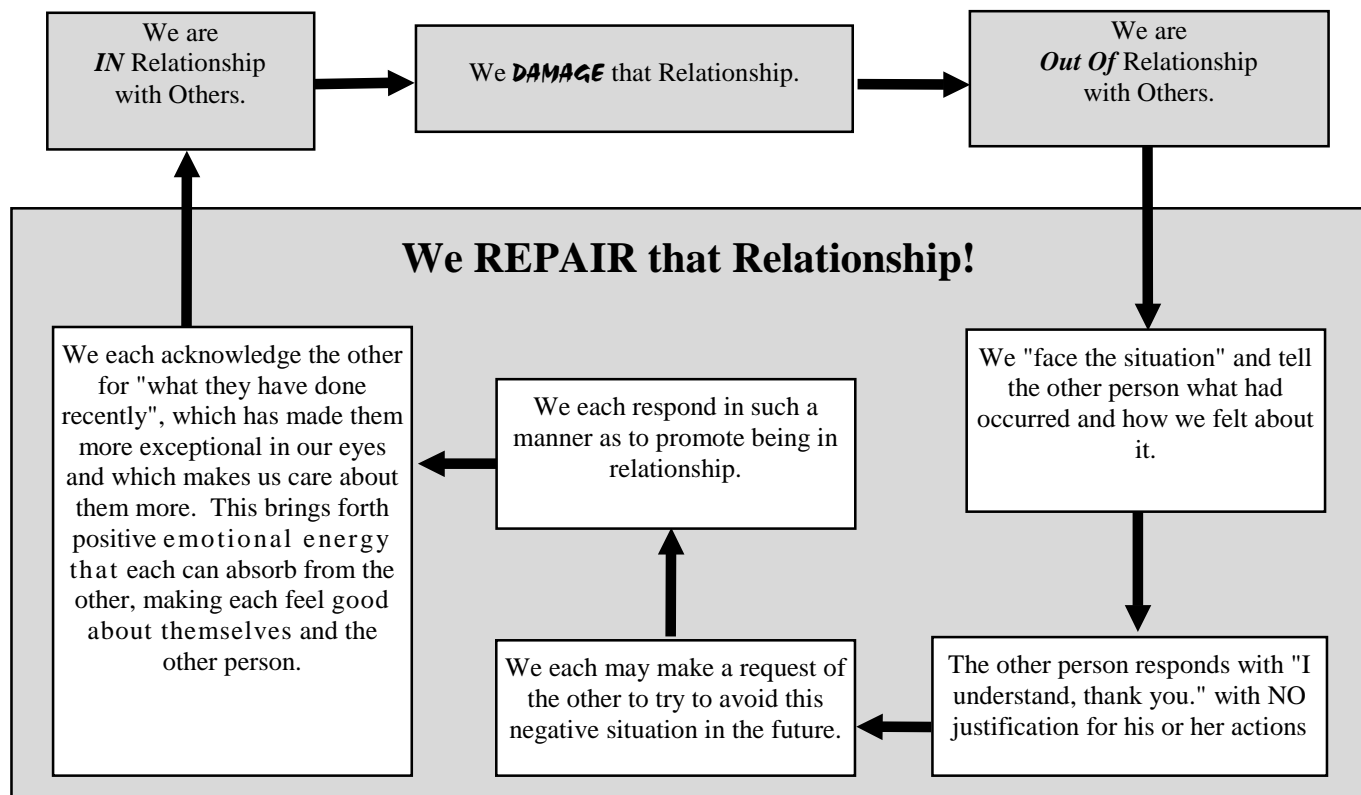 We are
IN Relationship
with Others.
We DAMAGE that Relationship.
We are
Out Of Relationship
with Others.
We REPAIR that Relationship!
We "face the situation" and tell
the other person what had
occurred and how we felt about
it.
The other person responds with "I
understand, thank you." with NO
justification for his or her actions
We each may make a request of
the other to try to avoid this
negative situation in the future.
We each respond in such a
manner as to promote being in
relationship.
We each acknowledge the other
for "what they have done
recently", which has made them
more exceptional in our eyes
and which makes us care about
them more. This brings forth
positive emotional energy
that each can absorb from the
other, making each feel good
about themselves and the
other person.